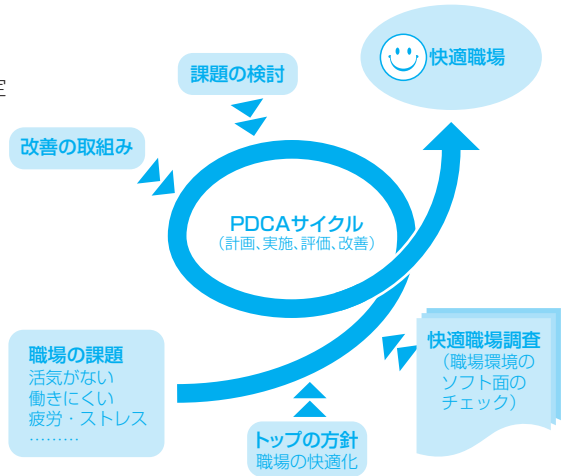 快適職場
課題の検討
定
改善の取組み
PDCAサイクル
（計画、実施、評価、改善）
職場の課題
活気がない
働きにくい
疲労・ストレス
………
快適職場調査
（職場環境の
ソフト面の
チェック）
トップの方針
職場の快適化